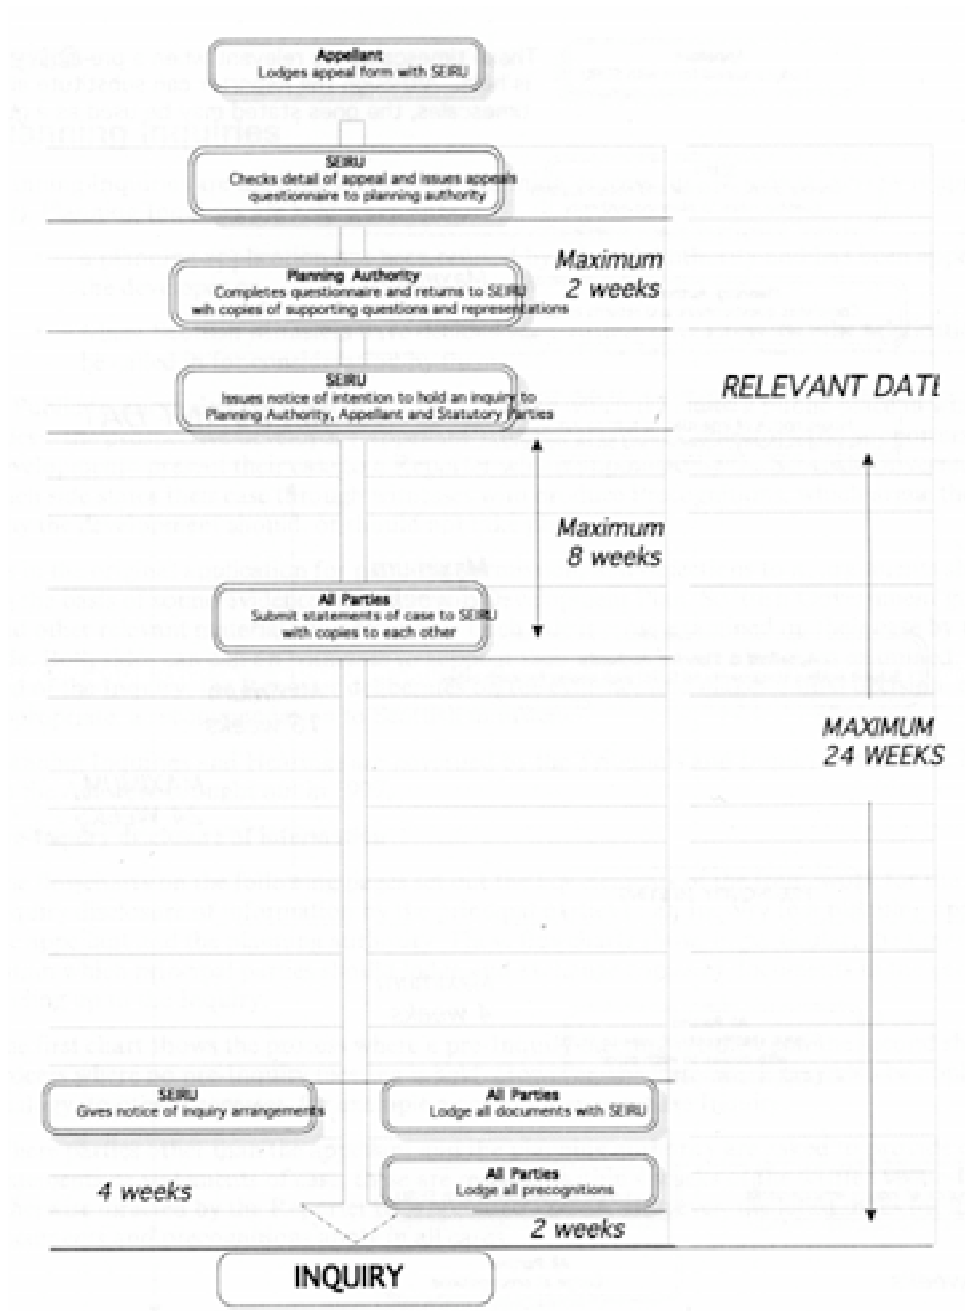 Appellant
Lodges appeal form with SEIRU
SEIRU
Checks detail of appeal and issues appeals
questionnaire to planning authority
Planning Authority
Completes questionnaire and returns to SEIRU
wih copies of supporting questions and representations
Maximum
2 weeks
SEIRU
Issues notice of intention to hold an inquiry to
Planning Authority, Appellant and Statutory Parties
RELEVANT DATE
Maximum
8 weeks
All Parties
Submit statements of case to SEIRU
with copies to each other
MAXIMUM
24 WEEKS
SEIRU
Gives notice of inquiry arrangements
All Parties
Lodge all documents with SEIRU
4 weeks
All Parties
Lodge all precognitions
2 weeks
INQUIRY